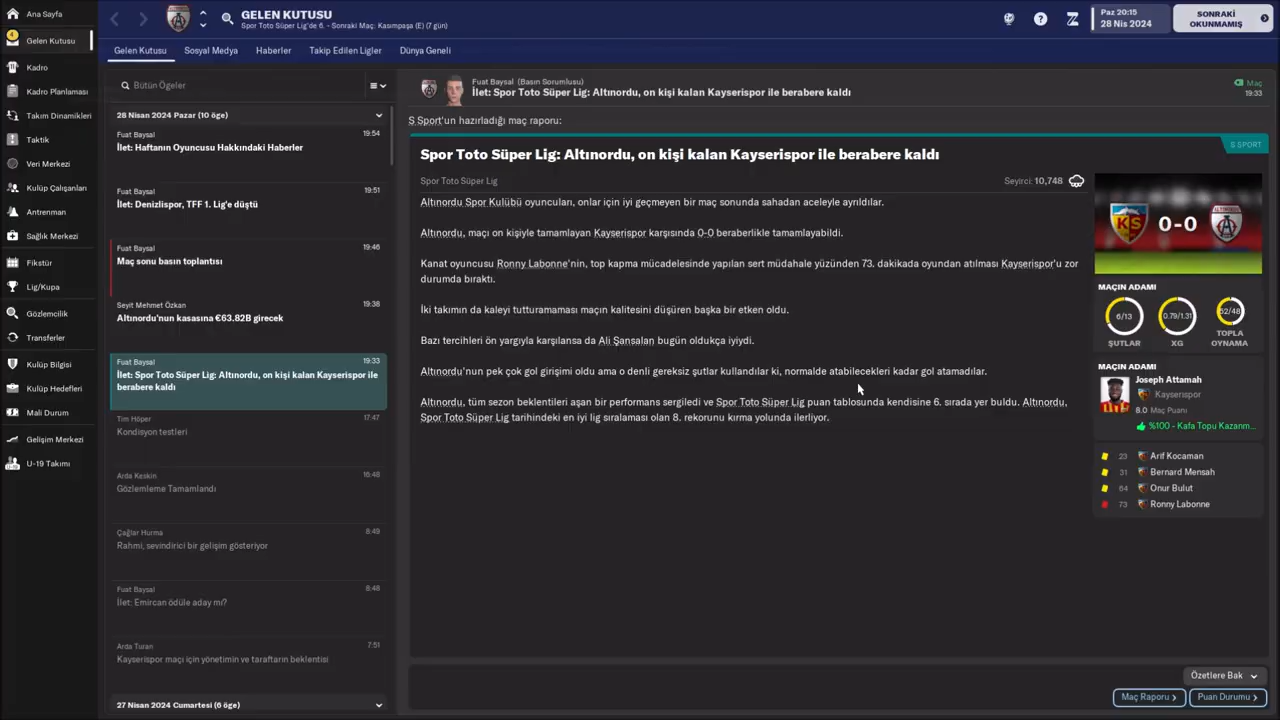 Ana Sayfa
4
Gelen Kutusu
Kadro
Kadro Planlaması
Takım Dinamikleri
Taktik
Veri Merkezi
Kulüp Çalışanları
Antrenman
Sağlık Merkezi
Fikstür
Lig/Kupa
Gözlemcilik
Transferler
Kulüp Bilgisi
Kulüp Hedefleri
Mali Durum
Gelişim Merkezi
U-19 Takımı
GELEN KUTUSU
Spor Toto Süper Lig'de 6. - Sonraki Maç: Kasımpaşa (E) (7 gün)
Paz 20:15
28 Nis 2024
SONRAKİ
OKUNMAMIŞ
Gelen Kutusu
Sosyal Medya
Haberler
Takip Edilen Ligler
Dünya Geneli
Bütün Ögeler
28 Nisan 2024 Pazar (10 öge)
Fuat Baysal 19:54
İlet: Haftanın Oyuncusu Hakkındaki Haberler
Fuat Baysal 19:51
İlet: Denizlispor, TFF 1. Lig'e düştü
Fuat Baysal 19:46
Maç sonu basın toplantısı
Seyit Mehmet Özkan 19:38
Altınordu'nun kasasına €63.82B girecek
Fuat Baysal 19:33
İlet: Spor Toto Süper Lig: Altınordu, on kişi kalan Kayserispor ile
berabere kaldı
Tim Höper 17:47
Kondisyon testleri
Arda Keskin 16:48
Gözlemleme Tamamlandı
Çağlar Hurma 8:49
Rahmi, sevindirici bir gelişim gösteriyor
Fuat Baysal 8:48
İlet: Emircan ödüle aday mı?
Arda Turan 7:51
Kayserispor maçı için yönetimin ve taraftarın beklentisi
27 Nisan 2024 Cumartesi (6 öge)
Fuat Baysal (Basın Sorumlusu)
İlet: Spor Toto Süper Lig: Altınordu, on kişi kalan Kayserispor ile berabere kaldı
Maç
19:33
S Sport'un hazırladığı maç raporu:
S SPORT
Spor Toto Süper Lig: Altınordu, on kişi kalan Kayserispor ile berabere kaldı
Spor Toto Süper Lig
Seyirci: 10,748
Altınordu Spor Kulübü oyuncuları, onlar için iyi geçmeyen bir maç sonunda sahadan aceleyle ayrıldılar.
Altınordu, maçı on kişiyle tamamlayan Kayserispor karşısında 0-0 beraberlikle tamamlayabildi.
Kanat oyuncusu Ronny Labonne'nin, top kapma mücadelesinde yapılan sert müdahale yüzünden 73. dakikada oyundan atılması Kayserispor'u zor
durumda bıraktı.
İki takımın da kaleyi tutturamaması maçın kalitesini düşüren başka bir etken oldu.
Bazı tercihleri ön yargıyla karşılansa da Ali Şansalan bugün oldukça iyiydi.
Altınordu'nun pek çok gol girişimi oldu ama o denli gereksiz şutlar kullandılar ki, normalde atabilecekleri kadar gol atamadılar.
Altınordu, tüm sezon beklentileri aşan bir performans sergiledi ve Spor Toto Süper Lig puan tablosunda kendisine 6. sırada yer buldu. Altınordu,
Spor Toto Süper Lig tarihindeki en iyi lig sıralaması olan 8. rekorunu kırma yolunda ilerliyor.
0-0
MAÇIN ADAMI
6/13
0.79/1.31
52/48
ŞUTLAR
XG
TOPLA
OYNAMA
MAÇIN ADAMI
Joseph Attamah
Kayserispor
8.0 Maç Puanı
%100 - Kafa Topu Kazanm...
23 Arif Kocaman
31 Bernard Mensah
64 Onur Bulut
73 Ronny Labonne
Özetlere Bak
Maç Raporu
Puan Durumu